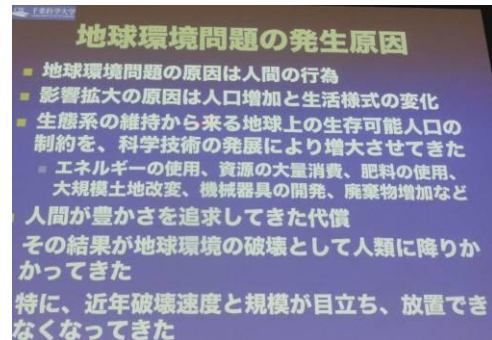 千葉科学大学
地球環境問題の発生原因
地球環境問題の原因は人間の行為
影響拡大の原因は人口増加と生活様式の変化
生態系の維持から来る地球上の生存可能人口の
制約を、科学技術の発展により増大させてきた
エネルギーの使用、資源の大量消費、肥料の使用、
大規模土地改変、機械器具の開発、廃棄物増加など
人間が豊かさを追求してきた代償
その結果が地球環境の破壊として人類に降りか
かってきた
特に、近年破壊速度と規模が目立ち、放置でき
なくなってきた